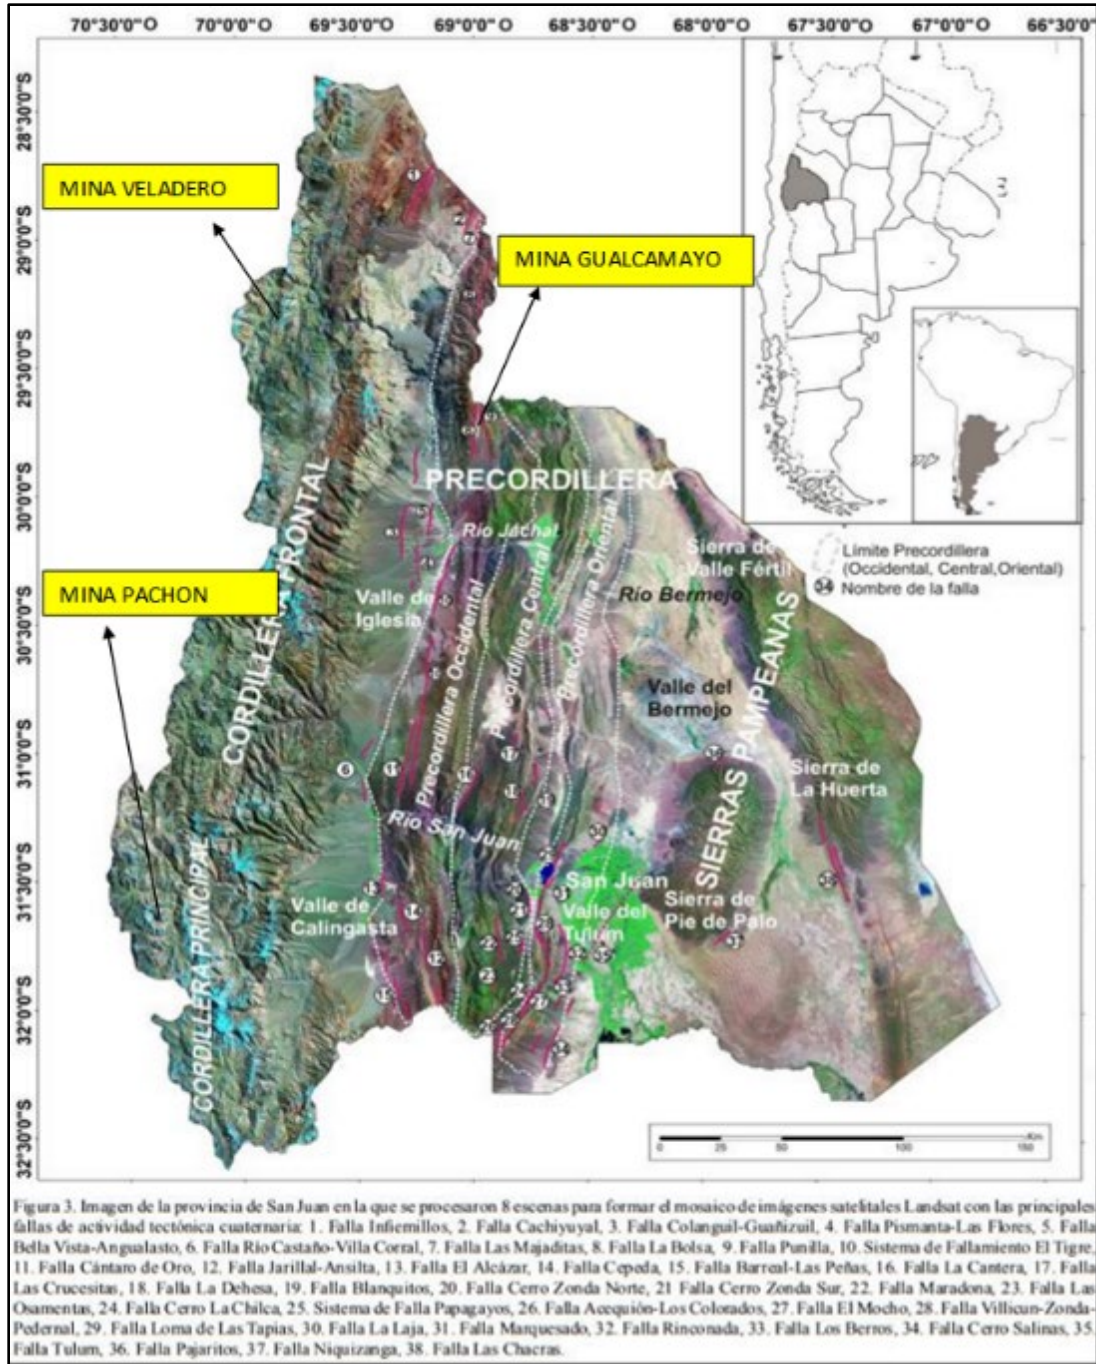 70°30'0"O 70°0'0"O 69°30'0"O 69°0'0"O 68°30'0"O 68°0'0"O 67°30'0"O 67°0'0"O 66°30'0"O
28°30'0"S
29°0'0"S
29°30'0"S
30°0'0"S
30°30'0"S
31°0'0"S
31°30'0"S
32°0'0"S
32°30'0"S
MINA VELADERO
MINA GUALCAMAYO
MINA PACHON
PRECORDILLERA
CORDILLERA FRONTAL
CORDILLERA PRINCIPAL
Río Jáchal
Valle de
Iglesia
Precordillera Occidental
Precordillera Central
Precordillera Oriental
Sierra de
Valle Fértil
Río Bermejo
Valle del
Bermejo
SIERRAS PAMPEANAS
Sierra de
La Huerta
Río San Juan
San Juan
Valle del
Tulum
Sierra de
Pie de Palo
Valle de
Calingasta
Límite Precordillera
(Occidental, Central,Oriental)
34 Nombre de la falla
0 25 50 100 150
Km
Figura 3. Imagen de la provincia de San Juan en la que se procesaron 8 escenas para formar el mosaico de imágenes satelitales Landsat con las principales
fallas de actividad tectónica cuaternaria: 1. Falla Infiernillos, 2. Falla Cachiyuyal, 3. Falla Colangüil-Guañizuil, 4. Falla Pismanta-Las Flores, 5. Falla
Bella Vista-Angualasto, 6. Falla Río Castaño-Villa Corral, 7. Falla Las Majaditas, 8. Falla La Bolsa, 9. Falla Punilla, 10. Sistema de Fallamiento El Tigre,
11. Falla Cántaro de Oro, 12. Falla Jarillal-Ansilta, 13. Falla El Alcázar, 14. Falla Cepeda, 15. Falla Barreal-Las Peñas, 16. Falla La Cantera, 17. Falla
Las Crucesitas, 18. Falla La Dehesa, 19. Falla Blanquitos, 20. Falla Cerro Zonda Norte, 21 Falla Cerro Zonda Sur, 22. Falla Maradona, 23. Falla Las
Osamentas, 24. Falla Cerro La Chilca, 25. Sistema de Falla Papagayos, 26. Falla Acequión-Los Colorados, 27. Falla El Mocho, 28. Falla Villicun-Zonda-
Pedernal, 29. Falla Loma de Las Tapias, 30. Falla La Laja, 31. Falla Marquesado, 32. Falla Rinconada, 33. Falla Los Berros, 34. Falla Cerro Salinas, 35.
Falla Tulum, 36. Falla Pajaritos, 37. Falla Niquizanga, 38. Falla Las Chacras.